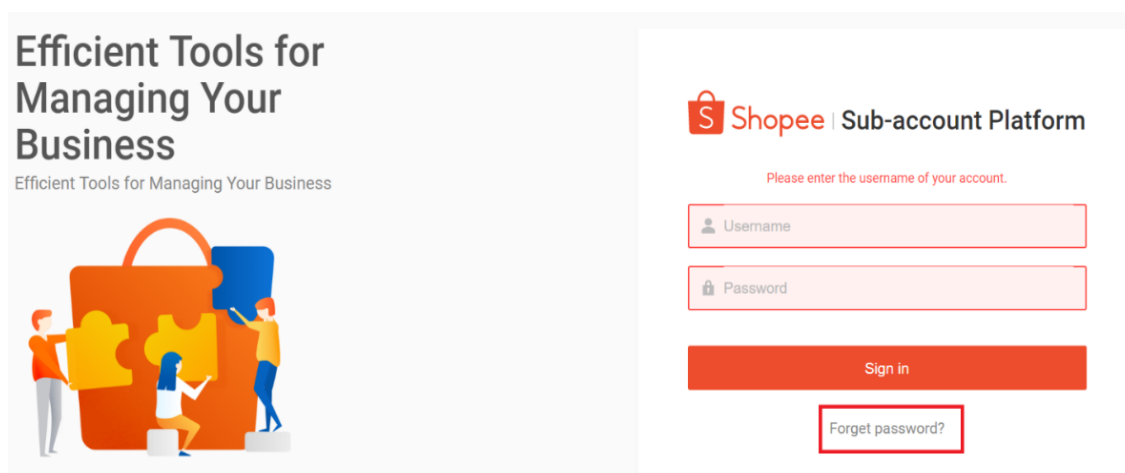 Efficient Tools for
Managing Your
Business
Efficient Tools for Managing Your Business
S Shopee | Sub-account Platform
Please enter the username of your account.
Username
Password
Sign in
Forget password?